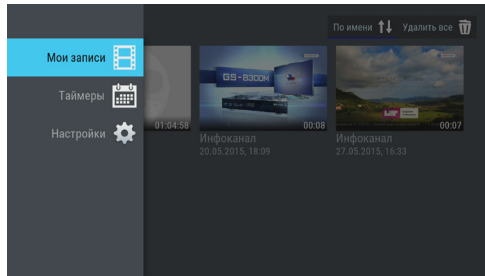 По имени Удалить все
Мои записи
Таймеры
Настройки
GS-8300M
01:04:58
00:08
00:07
Инфоканал
20.05.2015, 18:09
Инфоканал
27.05.2015, 16:33